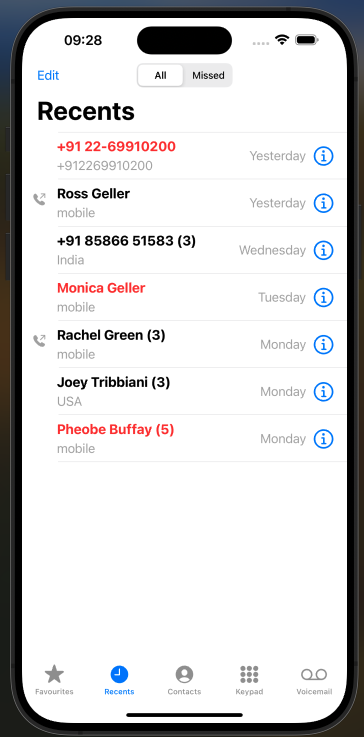 09:28
Edit
All
Missed
Recents
+91 22-69910200
+912269910200
Yesterday
Ross Geller
mobile
Yesterday
+91 85866 51583 (3)
India
Wednesday
Monica Geller
mobile
Tuesday
Rachel Green (3)
mobile
Monday
Joey Tribbiani (3)
USA
Monday
Pheobe Buffay (5)
mobile
Monday
Favourites
Recents
Contacts
Keypad
Voicemail